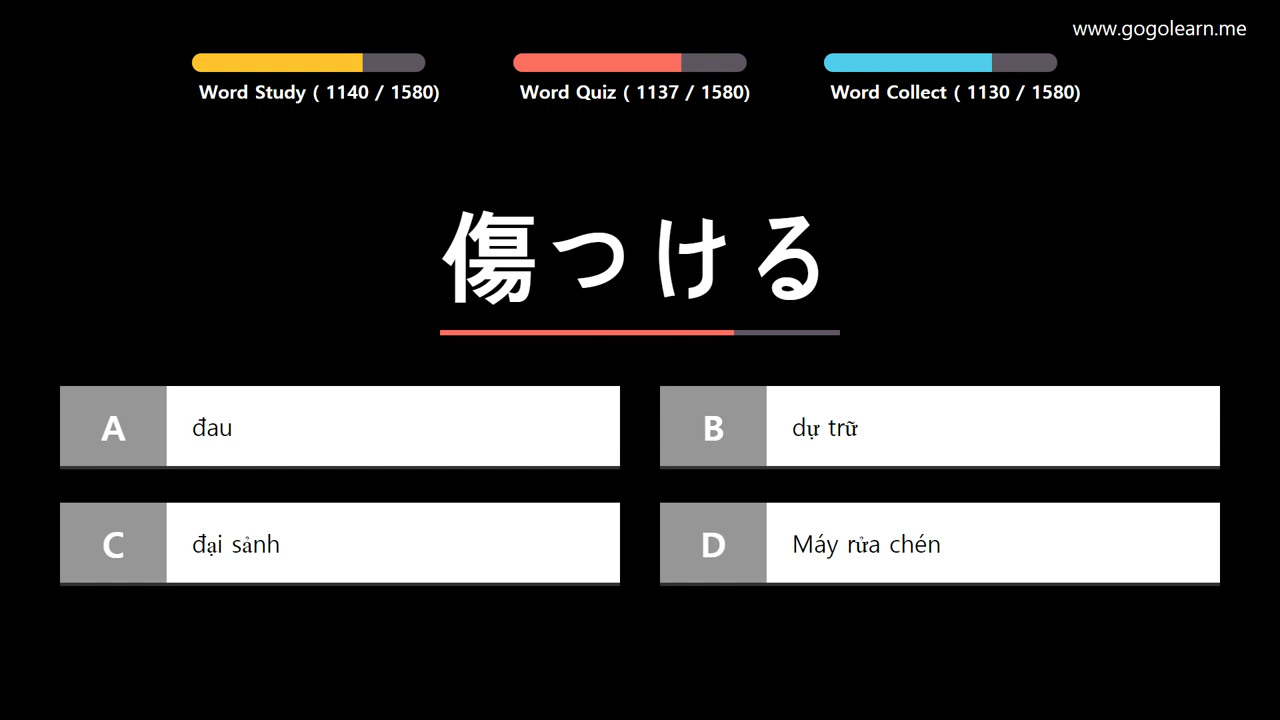 www.gogolearn.me
Word Study ( 1140 / 1580)
Word Quiz ( 1137 / 1580)
Word Collect ( 1130 / 1580)
傷つける
A đau
B dự trữ
C đại sảnh
D Máy rửa chén